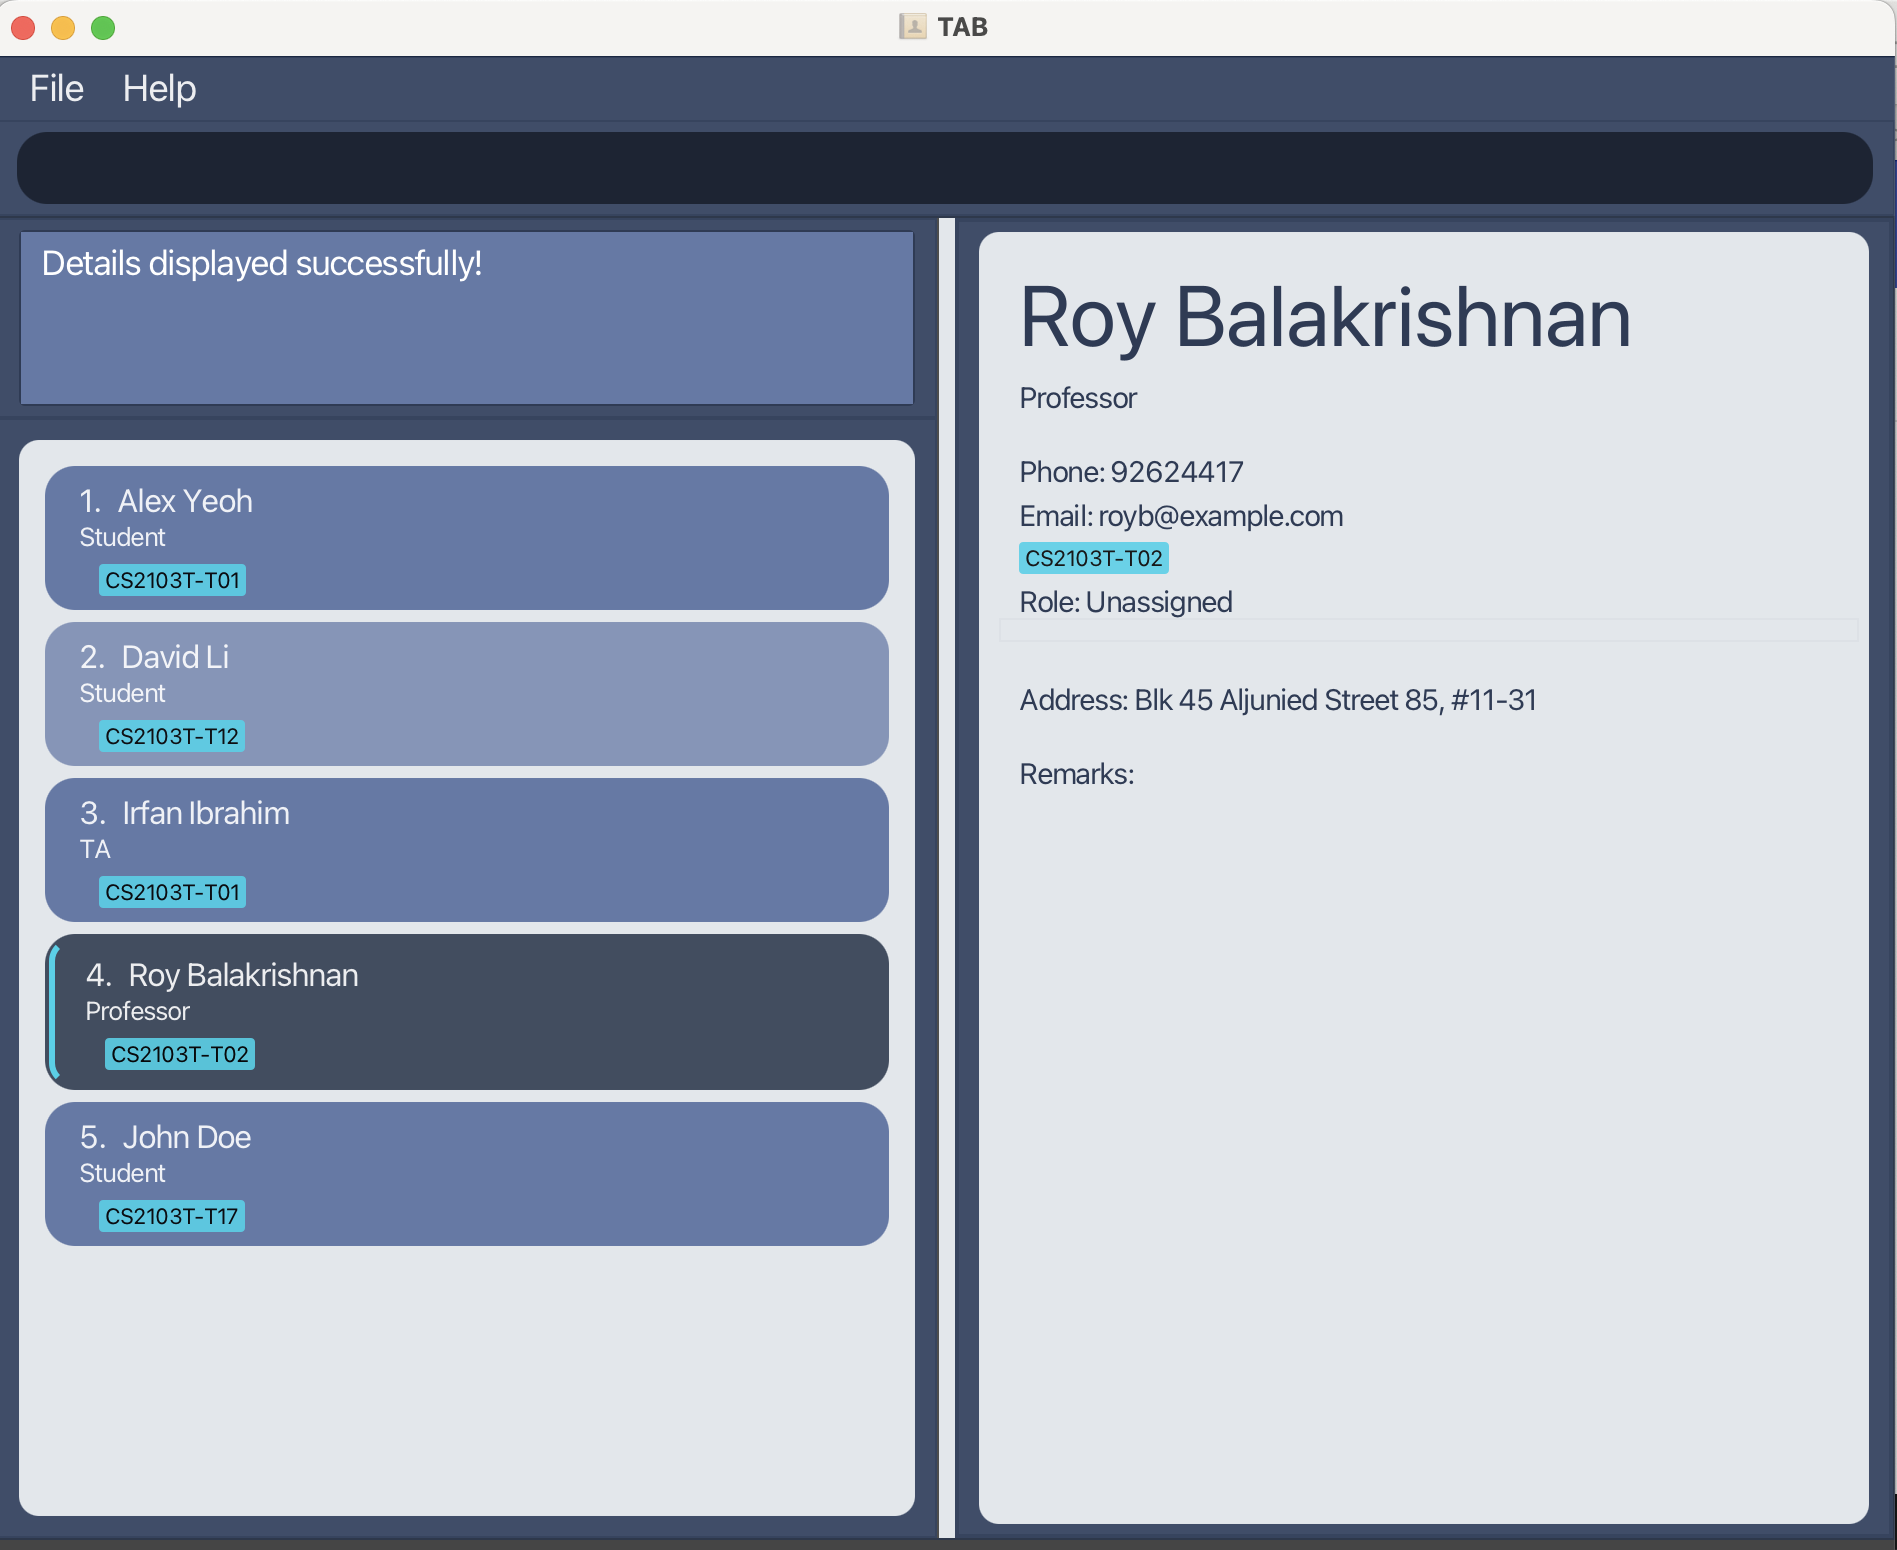 TAB
File Help
Details displayed successfully!
1. Alex Yeoh
Student
CS2103T-T01
2. David Li
Student
CS2103T-T12
3. Irfan Ibrahim
TA
CS2103T-T01
4. Roy Balakrishnan
Professor
CS2103T-T02
5. John Doe
Student
CS2103T-T17
Roy Balakrishnan
Professor
Phone: 92624417
Email: royb@example.com
CS2103T-T02
Role: Unassigned
Address: Blk 45 Aljunied Street 85, #11-31
Remarks: